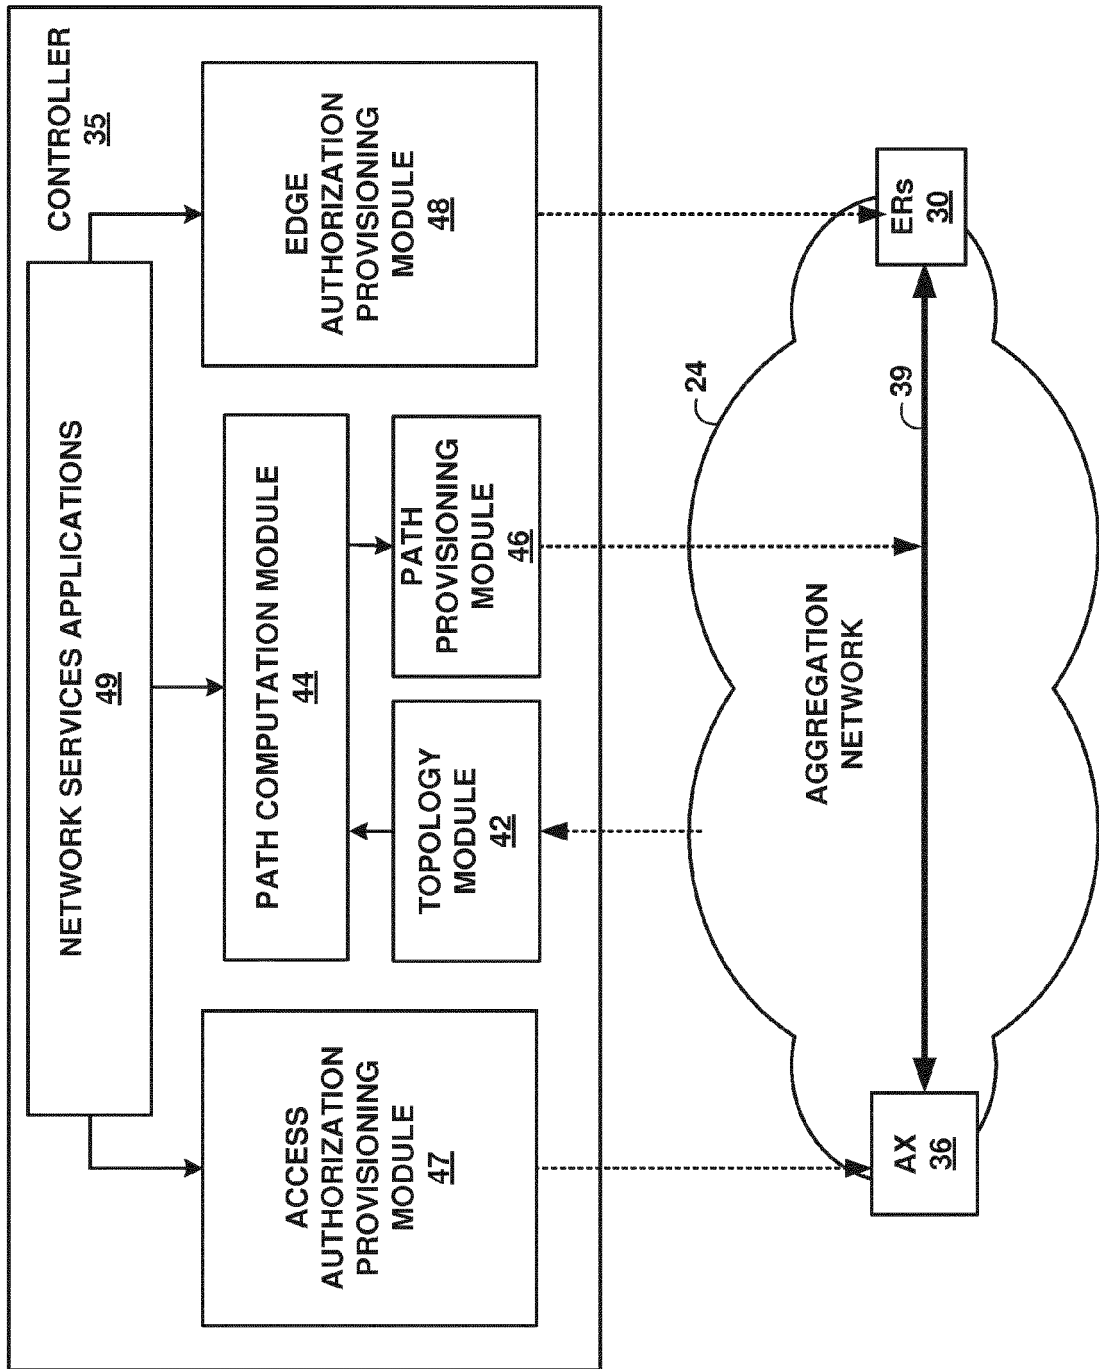 CONTROLLER
35
NETWORK SERVICES APPLICATIONS
49
ACCESS
AUTHORIZATION
PROVISIONING
MODULE
47
PATH COMPUTATION MODULE
44
TOPOLOGY
MODULE
42
PATH
PROVISIONING
MODULE
46
EDGE
AUTHORIZATION
PROVISIONING
MODULE
48
24
AGGREGATION
NETWORK
39
AX
36
ERs
30